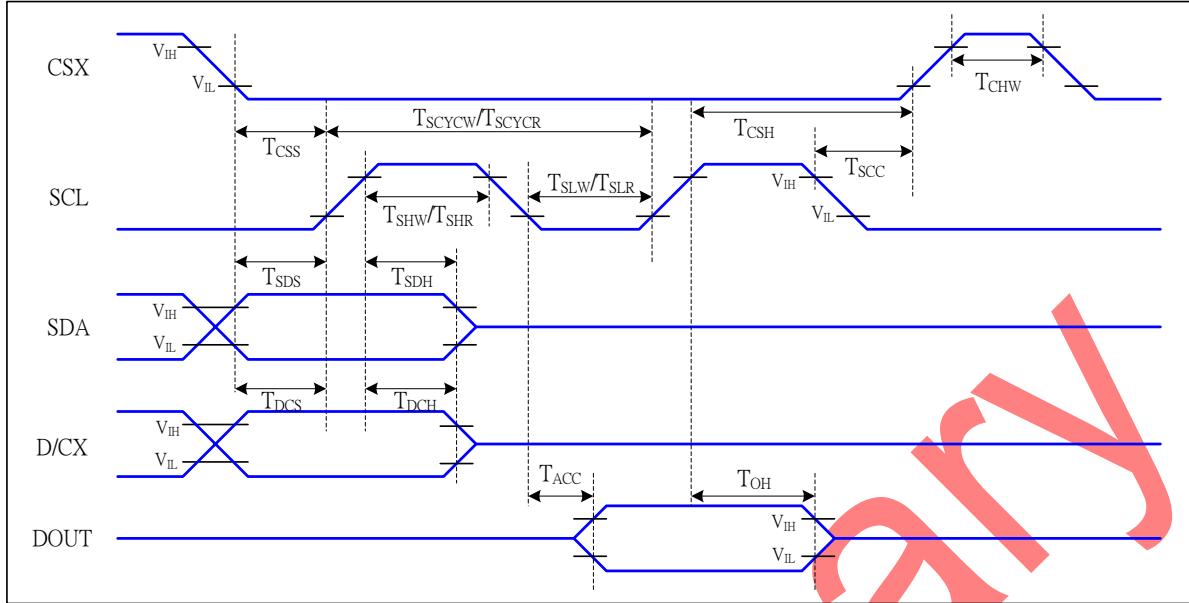 CSX
VIH
VIL
TCHW
TSCYCW/TSCYCR
TCSS
TCSH
TSCC
SCL
TSLW/TSLR
VIH
VIL
TSHW/TSHR
TSDS
TSDH
SDA
VIH
VIL
TDCS
TDCH
D/CX
VIH
VIL
TACC
TOH
DOUT
VIH
VIL
ary